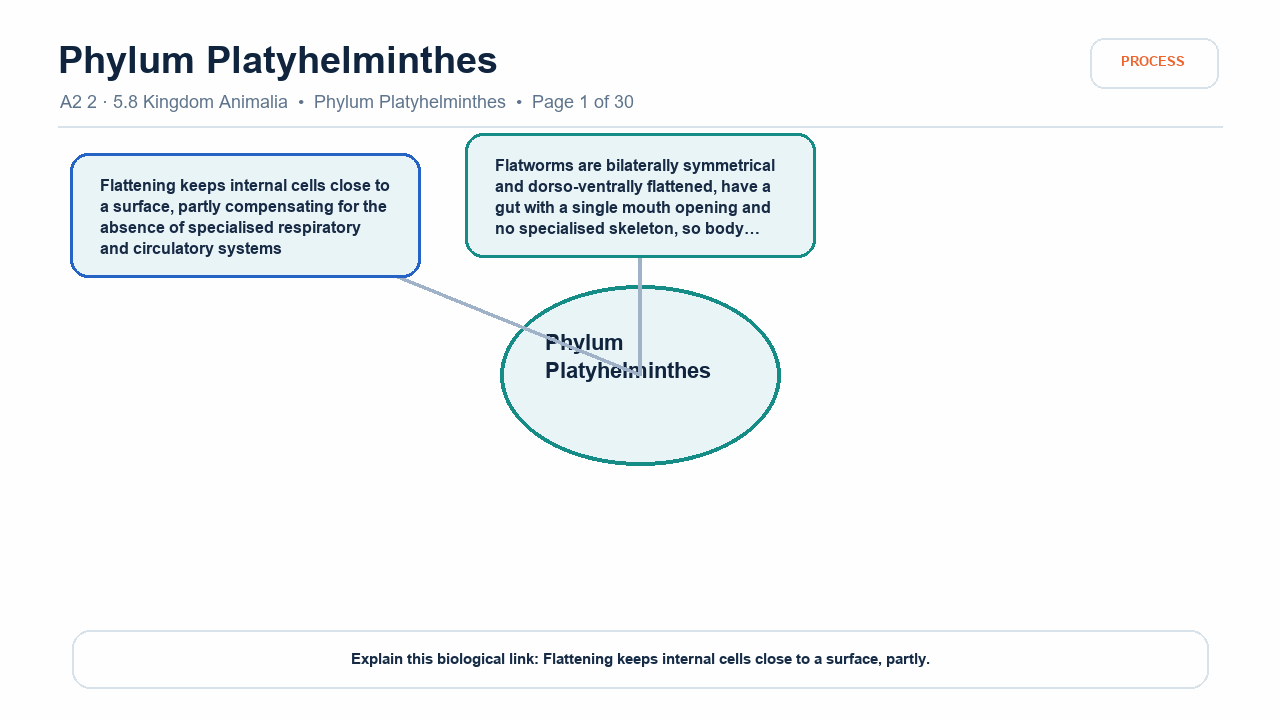 Phylum Platyhelminthes
PROCESS
A2 2 · 5.8 Kingdom Animalia • Phylum Platyhelminthes • Page 1 of 30
Flattening keeps internal cells close to
a surface, partly compensating for the
absence of specialised respiratory
and circulatory systems
Flatworms are bilaterally symmetrical
and dorso-ventrally flattened, have a
gut with a single mouth opening and
no specialised skeleton, so body…
Phylum
Platyhelminthes
Explain this biological link: Flattening keeps internal cells close to a surface, partly.